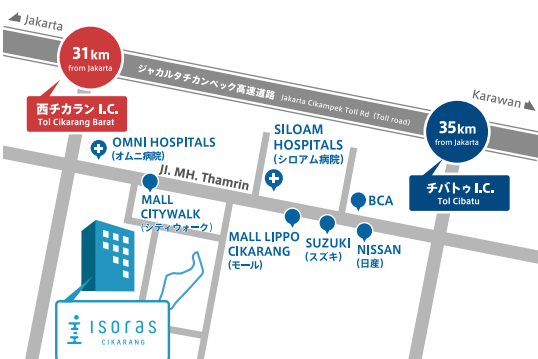 Jakarta
31km
from Jakarta
西チカラン I.C.
Tol Cikarang Barat
ジャカルタチカンペック高速道路 Jakarta Cikampek Toll Rd (Toll road)
Karawan
35km
from Jakarta
チバトゥ I.C.
Tol Cibatu
OMNI HOSPITALS
(オムニ病院)
SILOAM
HOSPITALS
(シロアム病院)
Jl. MH. Thamrin
MALL
CITYWALK
(シティウォーク)
BCA
MALL LIPPO
CIKARANG
(モール)
SUZUKI
(スズキ)
NISSAN
(日産)
isoras
CIKARANG